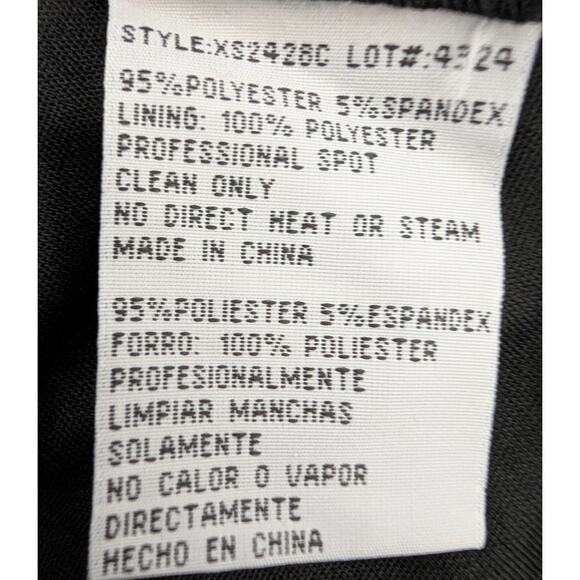 STYLE:XS2428C LOT#:4324
95%POLYESTER 5%SPANDEX
LINING: 100% POLYESTER
PROFESSIONAL SPOT
CLEAN ONLY
NO DIRECT HEAT OR STEAM
MADE IN CHINA
95%POLIESTER 5%ESPANDEX
FORRO: 100% POLIESTER
PROFESIONALMENTE
LIMPIAR MANCHAS
SOLAMENTE
NO CALOR O VAPOR
DIRECTAMENTE
HECHO EN CHINA